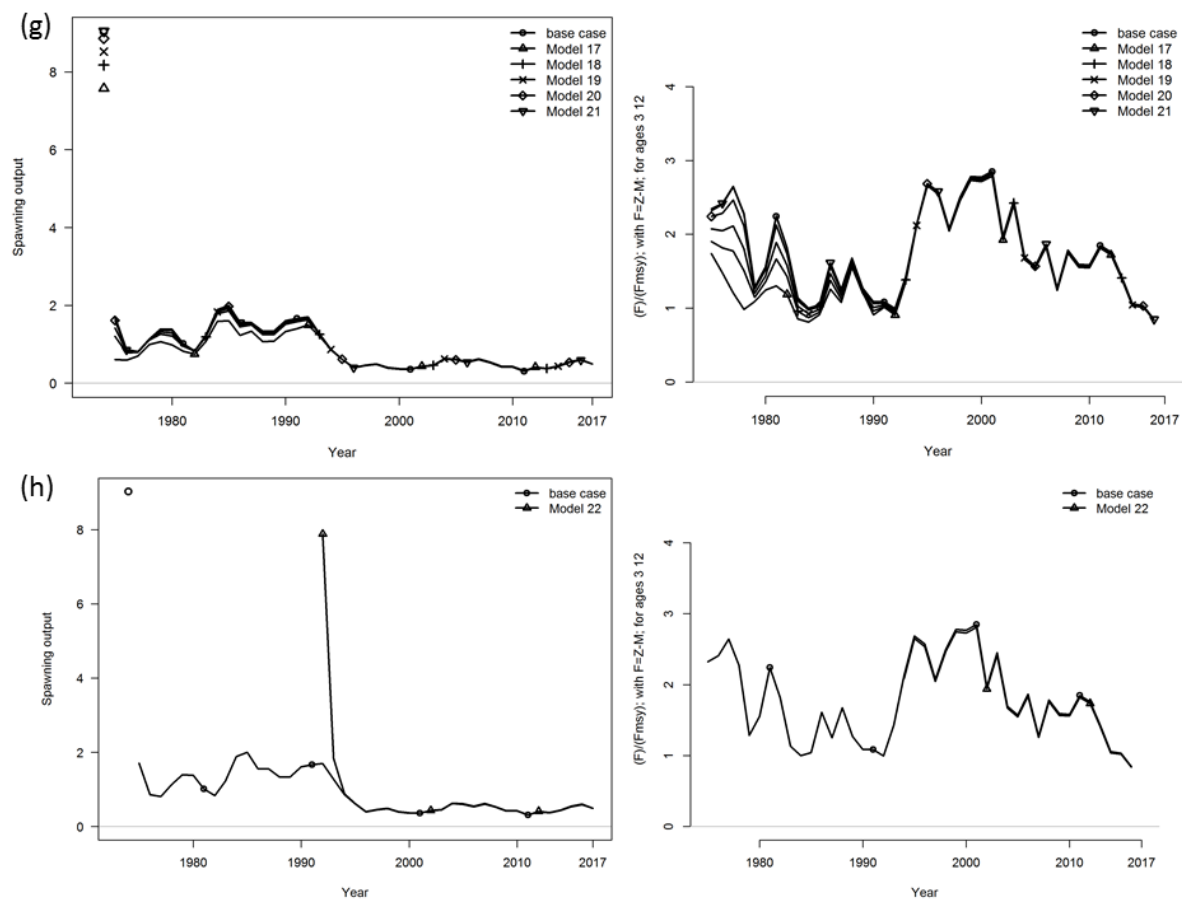 (g)
Spawning output
8
6
4
2
0
base case
Model 17
Model 18
Model 19
Model 20
Model 21
1980 1990 2000 2010 2017
Year
(F)/(Fmsy); with F=Z-M; for ages 3 12
4
3
2
1
0
base case
Model 17
Model 18
Model 19
Model 20
Model 21
1980 1990 2000 2010 2017
Year
(h)
Spawning output
8
6
4
2
0
base case
Model 22
1980 1990 2000 2010 2017
Year
(F)/(Fmsy); with F=Z-M; for ages 3 12
4
3
2
1
0
base case
Model 22
1980 1990 2000 2010 2017
Year